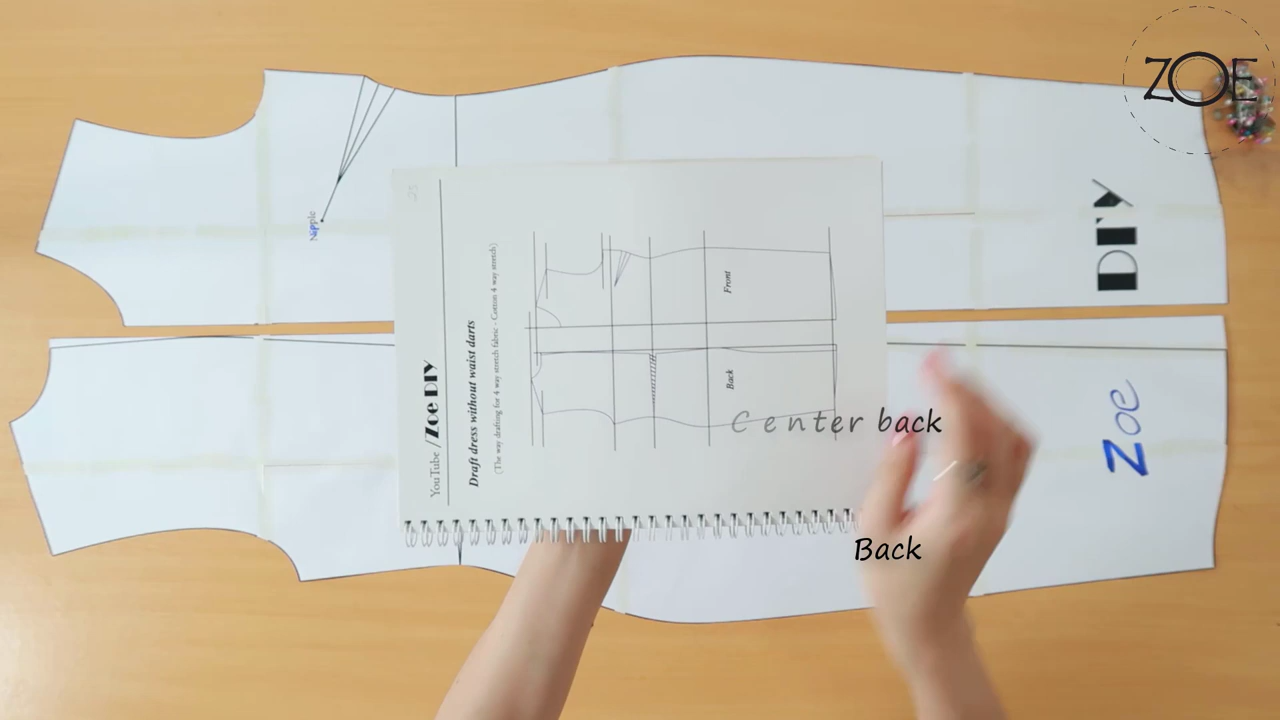 ZOE
Nipple
DIY
YouTube / Zoe DIY
Draft dress without waist darts
(The way drafting for 4 way stretch fabric - Cotton 4 way stretch)
Front
Back
Center back
Zoe
Back